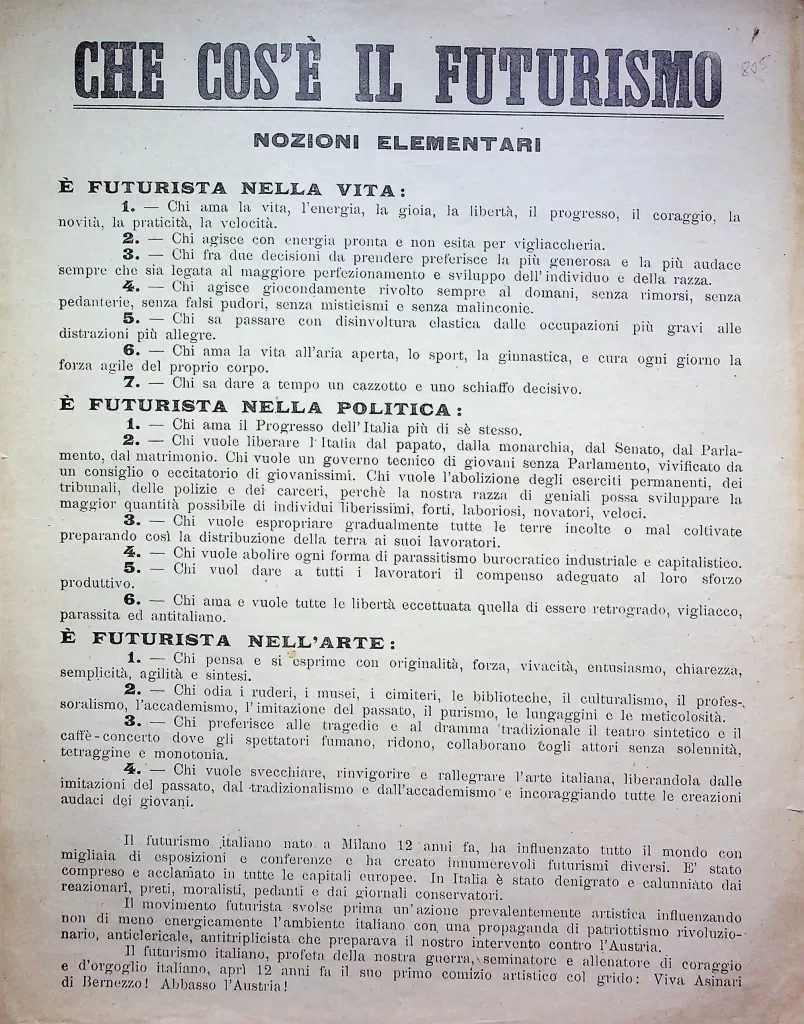 CHE COS'È IL FUTURISMO
805
NOZIONI ELEMENTARI
È FUTURISTA NELLA VITA:
1. — Chi ama la vita, l'energia, la gioia, la libertà, il progresso, il coraggio, la
novità, la praticità, la velocità.
2. — Chi agisce con energia pronta e non esita per vigliaccheria.
3. — Chi fra due decisioni da prendere preferisce la più generosa e la più audace
sempre che sia legata al maggiore perfezionamento e sviluppo dell'individuo e della razza.
4. — Chi agisce giocondamente rivolto sempre al domani, senza rimorsi, senza
pedanterie, senza falsi pudori, senza misticismi e senza malinconie.
5. — Chi sa passare con disinvoltura elastica dalle occupazioni più gravi alle
distrazioni più allegre.
6. — Chi ama la vita all'aria aperta, lo sport, la ginnastica, e cura ogni giorno la
forza agile del proprio corpo.
7. — Chi sa dare a tempo un cazzotto e uno schiaffo decisivo.
È FUTURISTA NELLA POLITICA:
1. — Chi ama il Progresso dell'Italia più di sè stesso.
2. — Chi vuole liberare l'Italia dal papato, dalla monarchia, dal Senato, dal Parla-
mento, dal matrimonio. Chi vuole un governo tecnico di giovani senza Parlamento, vivificato da
un consiglio o eccitatorio di giovanissimi. Chi vuole l'abolizione degli eserciti permanenti, dei
tribunali, delle polizie e dei carceri, perchè la nostra razza di geniali possa sviluppare la
maggior quantità possibile di individui liberissimi, forti, laboriosi, novatori, veloci.
3. — Chi vuole espropriare gradualmente tutte le terre incolte o mal coltivate
preparando così la distribuzione della terra ai suoi lavoratori.
4. — Chi vuole abolire ogni forma di parassitismo burocratico industriale e capitalistico.
5. — Chi vuol dare a tutti i lavoratori il compenso adeguato al loro sforzo
produttivo.
6. — Chi ama e vuole tutte le libertà eccettuata quella di essere retrogrado, vigliacco,
parassita ed antitaliano.
È FUTURISTA NELL'ARTE:
1. — Chi pensa e si esprime con originalità, forza, vivacità, entusiasmo, chiarezza,
semplicità, agilità e sintesi.
2. — Chi odia i ruderi, i musei, i cimiteri, le biblioteche, il culturalismo, il profes-
soralismo, l'accademismo, l'imitazione del passato, il purismo, le lungaggini e le meticolosità.
3. — Chi preferisce alle tragedie e al dramma tradizionale il teatro sintetico e il
caffè-concerto dove gli spettatori fumano, ridono, collaborano cogli attori senza solennità,
tetraggine e monotonia.
4. — Chi vuole svecchiare, rinvigorire e rallegrare l'arte italiana, liberandola dalle
imitazioni del passato, dal tradizionalismo e dall'accademismo e incoraggiando tutte le creazioni
audaci dei giovani.
Il futurismo italiano nato a Milano 12 anni fa, ha influenzato tutto il mondo con
migliaia di esposizioni e conferenze e ha creato innumerevoli futurismi diversi. E' stato
compreso e acclamato in tutte le capitali europee. In Italia è stato denigrato e calunniato dai
reazionari, preti, moralisti, pedanti e dai giornali conservatori.
Il movimento futurista svolse prima un'azione prevalentemente artistica influenzando
non di meno energicamente l'ambiente italiano con una propaganda di patriottismo rivoluzio-
nario, anticlericale, antitriplicista che preparava il nostro intervento contro l'Austria.
Il futurismo italiano, profeta della nostra guerra, seminatore e allenatore di coraggio
e d'orgoglio italiano, aprì 12 anni fa il suo primo comizio artistico col grido: Viva Asinari
di Bernezzo! Abbasso l'Austria!